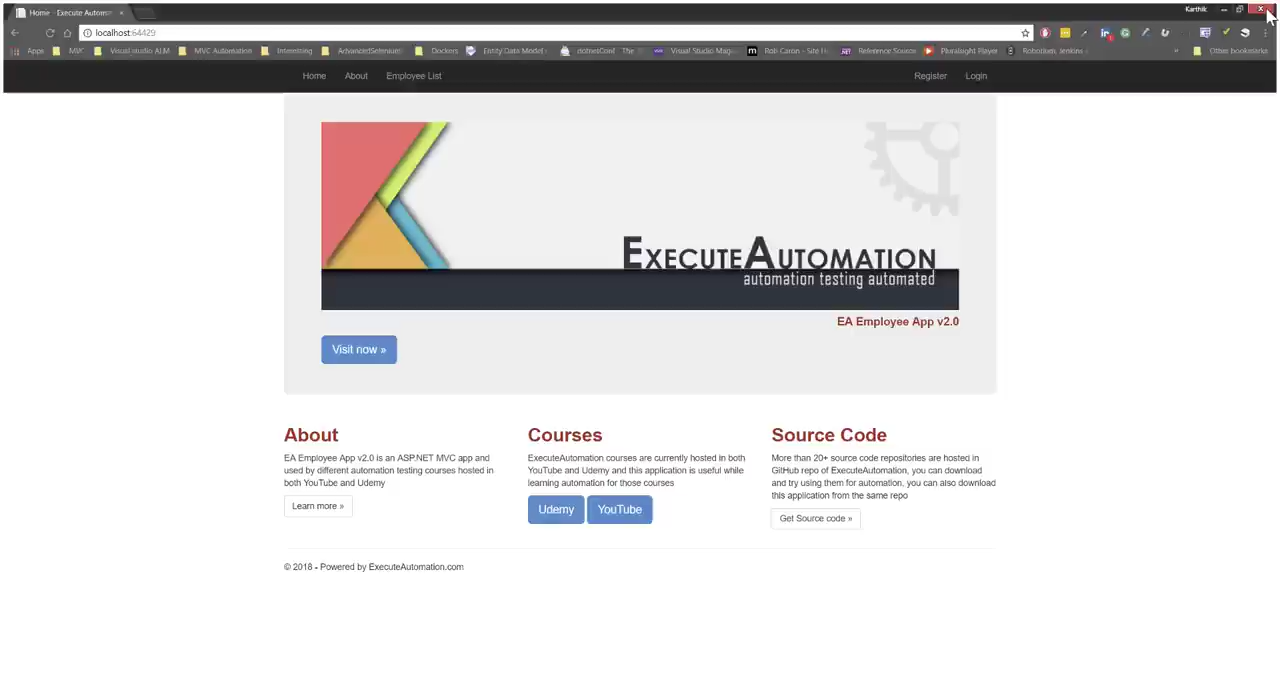 Home - Execute Automa
Karthik
localhost:64429
Apps
Visual studio ALM
MVC Automation
Interesting
AdvancedSelenium
Dockers
Entity Data Model
dotnetConf The
Visual Studio Mag
Rob Caron - Site H
Reference Source
Pluralsight Player
Robotium, Jenkins
Other bookmarks
Home About Employee List Register Login
EXECUTEAUTOMATION
automation testing automated
EA Employee App v2.0
Visit now »
About
EA Employee App v2.0 is an ASP.NET MVC app and
used by different automation testing courses hosted in
both YouTube and Udemy
Learn more »
Courses
ExecuteAutomation courses are currently hosted in both
YouTube and Udemy and this application is useful while
learning automation for those courses
Udemy YouTube
Source Code
More than 20+ source code repositories are hosted in
GitHub repo of ExecuteAutomation, you can download
and try using them for automation, you can also download
this application from the same repo
Get Source code »
© 2018 - Powered by ExecuteAutomation.com